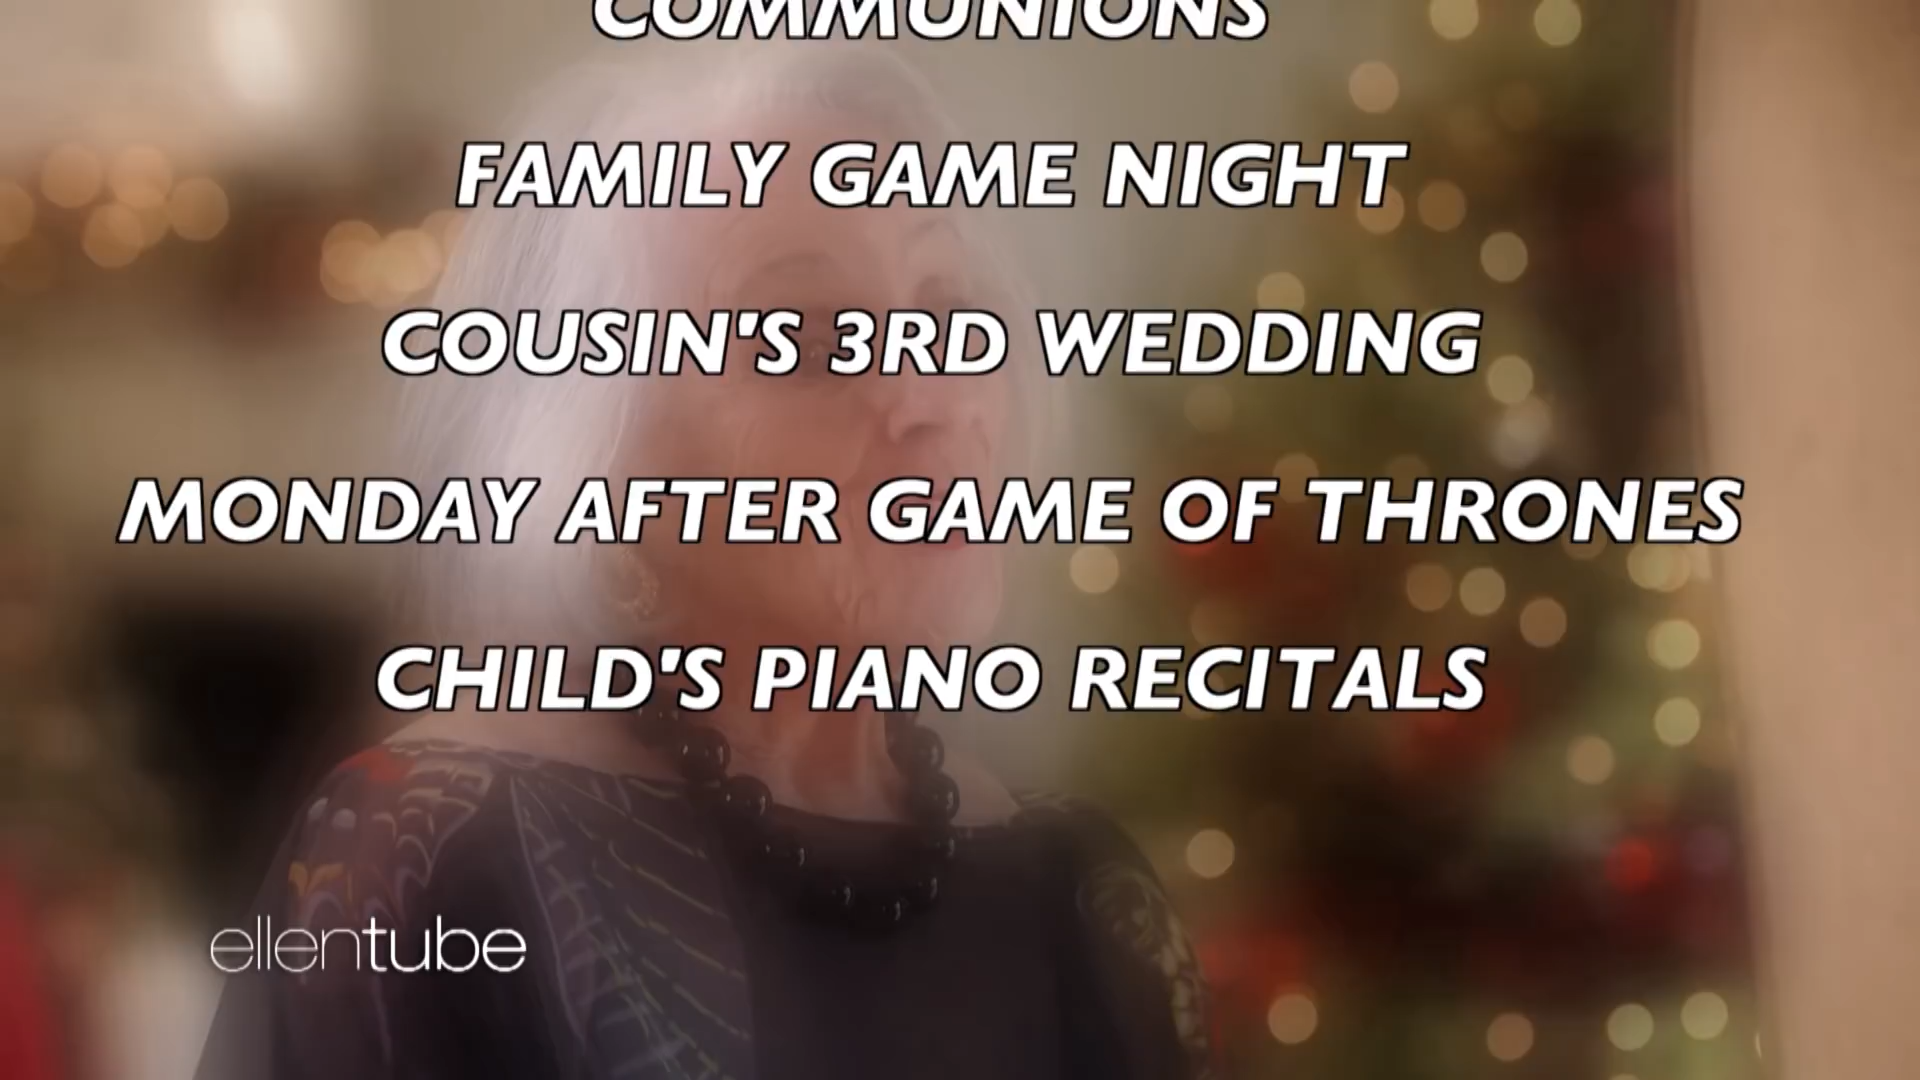 COMMUNIONS
FAMILY GAME NIGHT
COUSIN'S 3RD WEDDING
MONDAY AFTER GAME OF THRONES
CHILD'S PIANO RECITALS
ellentube